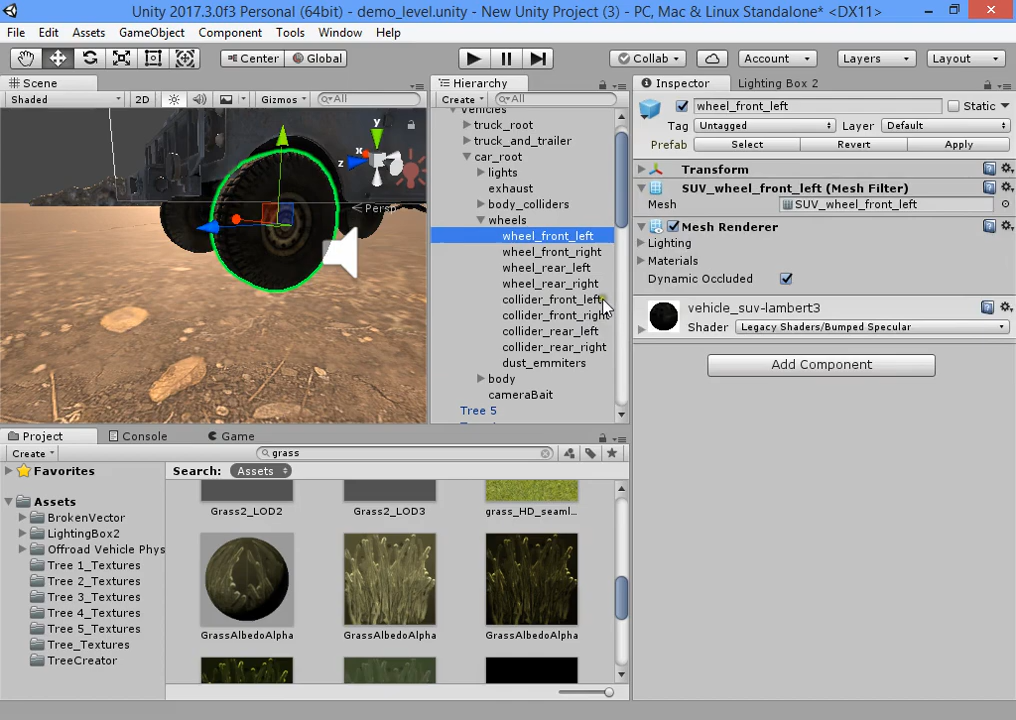 Unity 2017.3.0f3 Personal (64bit) - demo_level.unity - New Unity Project (3) - PC, Mac & Linux Standalone* <DX11>
File Edit Assets GameObject Component Tools Window Help
Center Global Collab Account Layers Layout
Scene
Shaded 2D Gizmos All
y
x
z
Persp
Hierarchy
Create All
vehicles
truck_root
truck_and_trailer
car_root
lights
exhaust
body_colliders
wheels
wheel_front_left
wheel_front_right
wheel_rear_left
wheel_rear_right
collider_front_left
collider_front_right
collider_rear_left
collider_rear_right
dust_emmiters
body
cameraBait
Tree 5
Inspector Lighting Box 2
wheel_front_left Static
Tag Untagged Layer Default
Prefab Select Revert Apply
Transform
SUV_wheel_front_left (Mesh Filter)
Mesh SUV_wheel_front_left
Mesh Renderer
Lighting
Materials
Dynamic Occluded
vehicle_suv-lambert3
Shader Legacy Shaders/Bumped Specular
Add Component
Project Console Game
Create grass
Favorites
Assets
BrokenVector
LightingBox2
Offroad Vehicle Phys
Tree 1_Textures
Tree 2_Textures
Tree 3_Textures
Tree 4_Textures
Tree 5_Textures
Tree_Textures
TreeCreator
Search: Assets
Grass2_LOD2 Grass2_LOD3 grass_HD_seaml...
GrassAlbedoAlpha GrassAlbedoAlpha GrassAlbedoAlpha